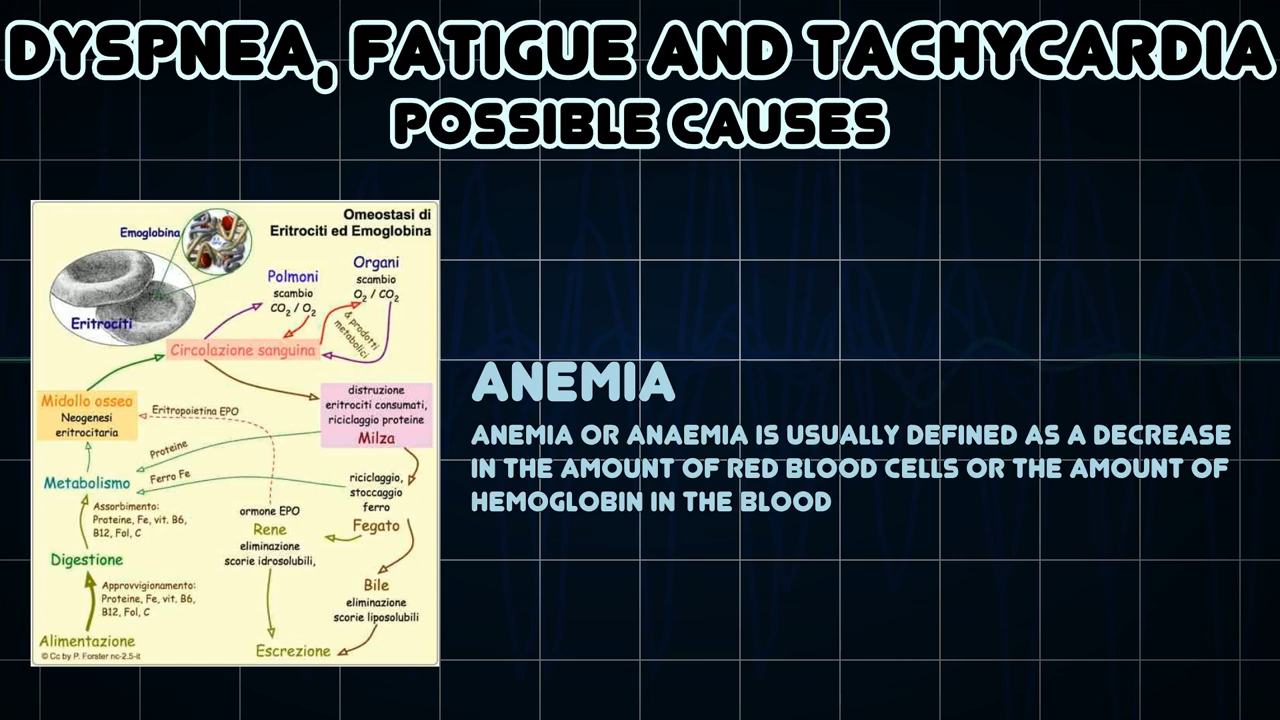 DYSPNEA, FATIGUE AND TACHYCARDIA
POSSIBLE CAUSES
Omeostasi di
Eritrociti ed Emoglobina
Emoglobina
Eritrociti
Polmoni
scambio
CO2 / O2
Organi
scambio
O2 / CO2
& prodotti
metabolici
Circolazione sanguina
Midollo osseo
Neogenesi
eritrocitaria
Eritropoietina EPO
distruzione
eritrociti consumati,
riciclaggio proteine
Milza
Proteine
Ferro Fe
Metabolismo
Assorbimento:
Proteine, Fe, vit. B6,
B12, Fol, C
riciclaggio,
stoccaggio
ferro
Fegato
ormone EPO
Rene
eliminazione
scorie idrosolubili,
Digestione
Approvvigionamento:
Proteine, Fe, vit. B6,
B12, Fol, C
Bile
eliminazione
scorie liposolubili
Alimentazione
Escrezione
© Cc by P. Forster nc-2.5-it
ANEMIA
ANEMIA OR ANAEMIA IS USUALLY DEFINED AS A DECREASE
IN THE AMOUNT OF RED BLOOD CELLS OR THE AMOUNT OF
HEMOGLOBIN IN THE BLOOD